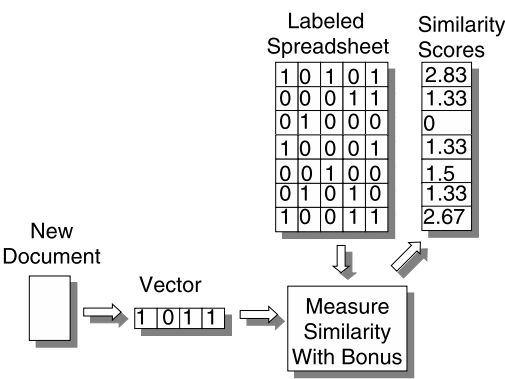 Labeled
Spreadsheet
Similarity
Scores
1 0 1 0 1
0 0 0 1 1
0 1 0 0 0
1 0 0 0 1
0 0 1 0 0
0 1 0 1 0
1 0 0 1 1
2.83
1.33
0
1.33
1.5
1.33
2.67
New
Document
Vector
1 0 1 1
Measure
Similarity
With Bonus